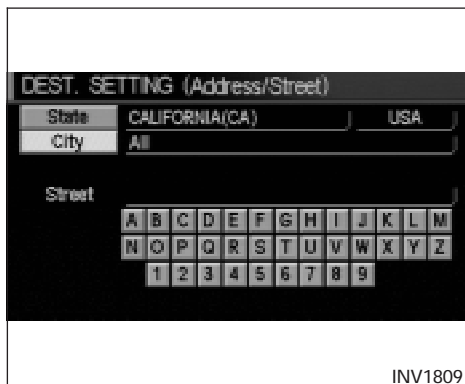 DEST. SETTING (Address/Street)
State CALIFORNIA(CA) USA
City All
Street
A B C D E F G H I J K L M
N O P Q R S T U V W X Y Z
1 2 3 4 5 6 7 8 9
INV1809